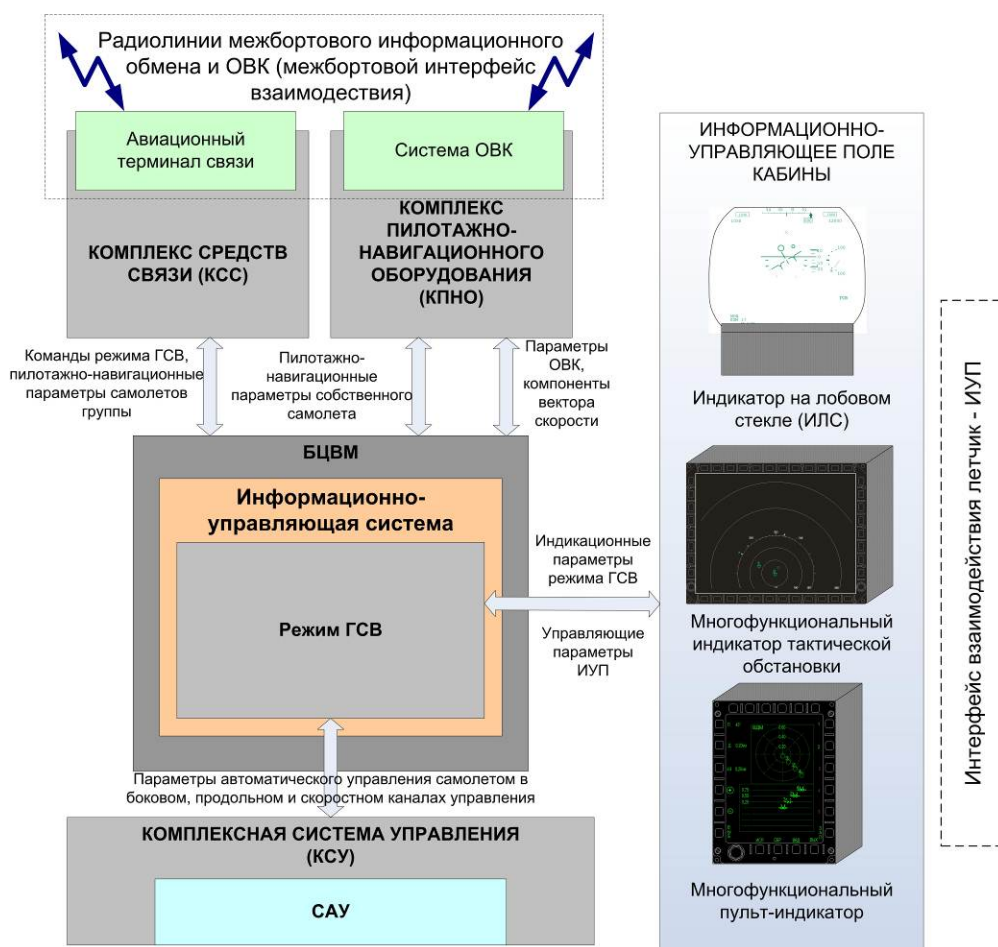 Радиолинии межбортового информационного
обмена и ОВК (межбортовой интерфейс
взаимодествия)
Авиационный
терминал связи
Система ОВК
КОМПЛЕКС СРЕДСТВ
СВЯЗИ (КСС)
КОМПЛЕКС
ПИЛОТАЖНО-
НАВИГАЦИОННОГО
ОБОРУДОВАНИЯ
(КПНО)
Команды режима ГСВ,
пилотажно-навигационные
параметры самолетов
группы
Пилотажно-
навигационные
параметры собственного
самолета
Параметры
ОВК,
компоненты
вектора
скорости
БЦВМ
Информационно-
управляющая система
Режим ГСВ
Индикационные
параметры
режима ГСВ
Управляющие
параметры
ИУП
Параметры автоматического управления самолетом в
боковом, продольном и скоростном каналах управления
КОМПЛЕКСНАЯ СИСТЕМА УПРАВЛЕНИЯ
(КСУ)
САУ
ИНФОРМАЦИОННО-
УПРАВЛЯЮЩЕЕ ПОЛЕ
КАБИНЫ
Индикатор на лобовом
стекле (ИЛС)
Многофункциональный
индикатор тактической
обстановки
Многофункциональный
пульт-индикатор
Интерфейс взаимодействия летчик - ИУП